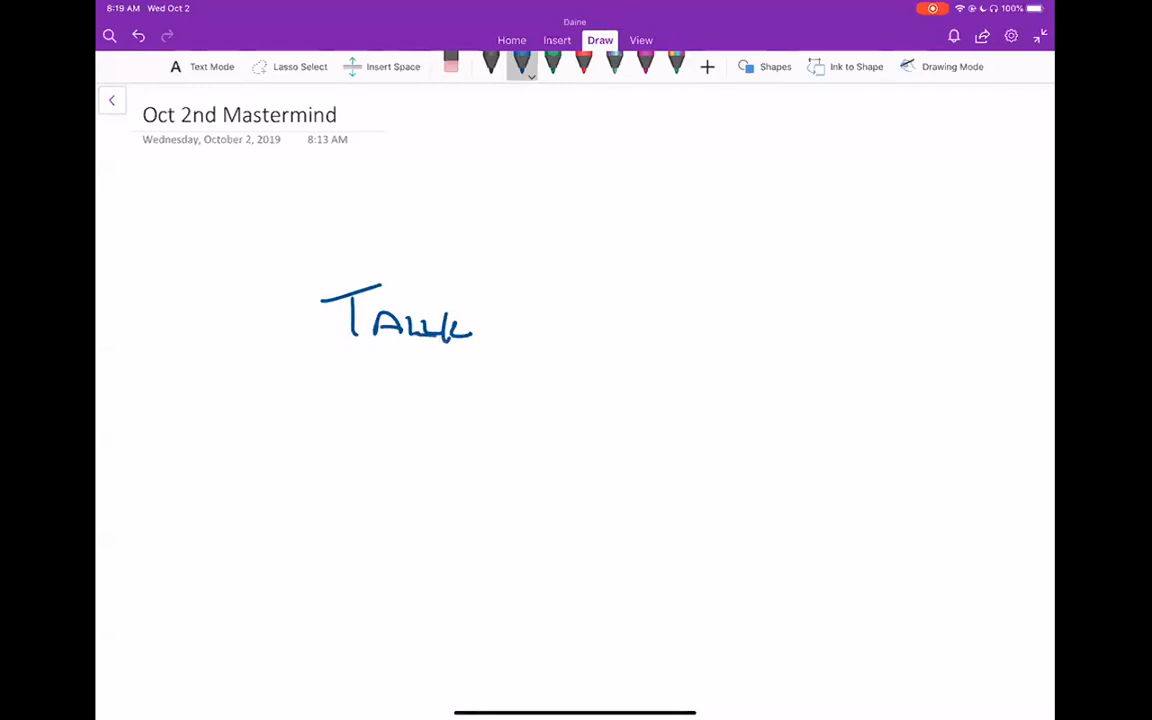 8:19 AM Wed Oct 2
100%
Daine
Home Insert Draw View
A Text Mode Lasso Select Insert Space Shapes Ink to Shape Drawing Mode
Oct 2nd Mastermind
Wednesday, October 2, 2019 8:13 AM